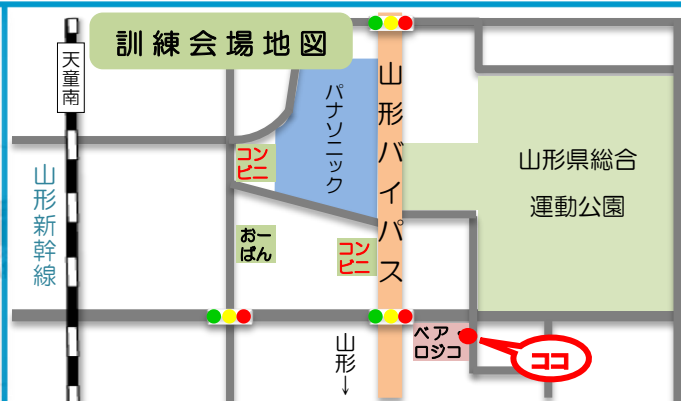 訓練会場地図
天童南
山形新幹線
パナソニック
山形バイパス
山形県総合
運動公園
コン
ビニ
おー
ばん
コン
ビニ
ベア・
ロジコ
ココ
山形↓